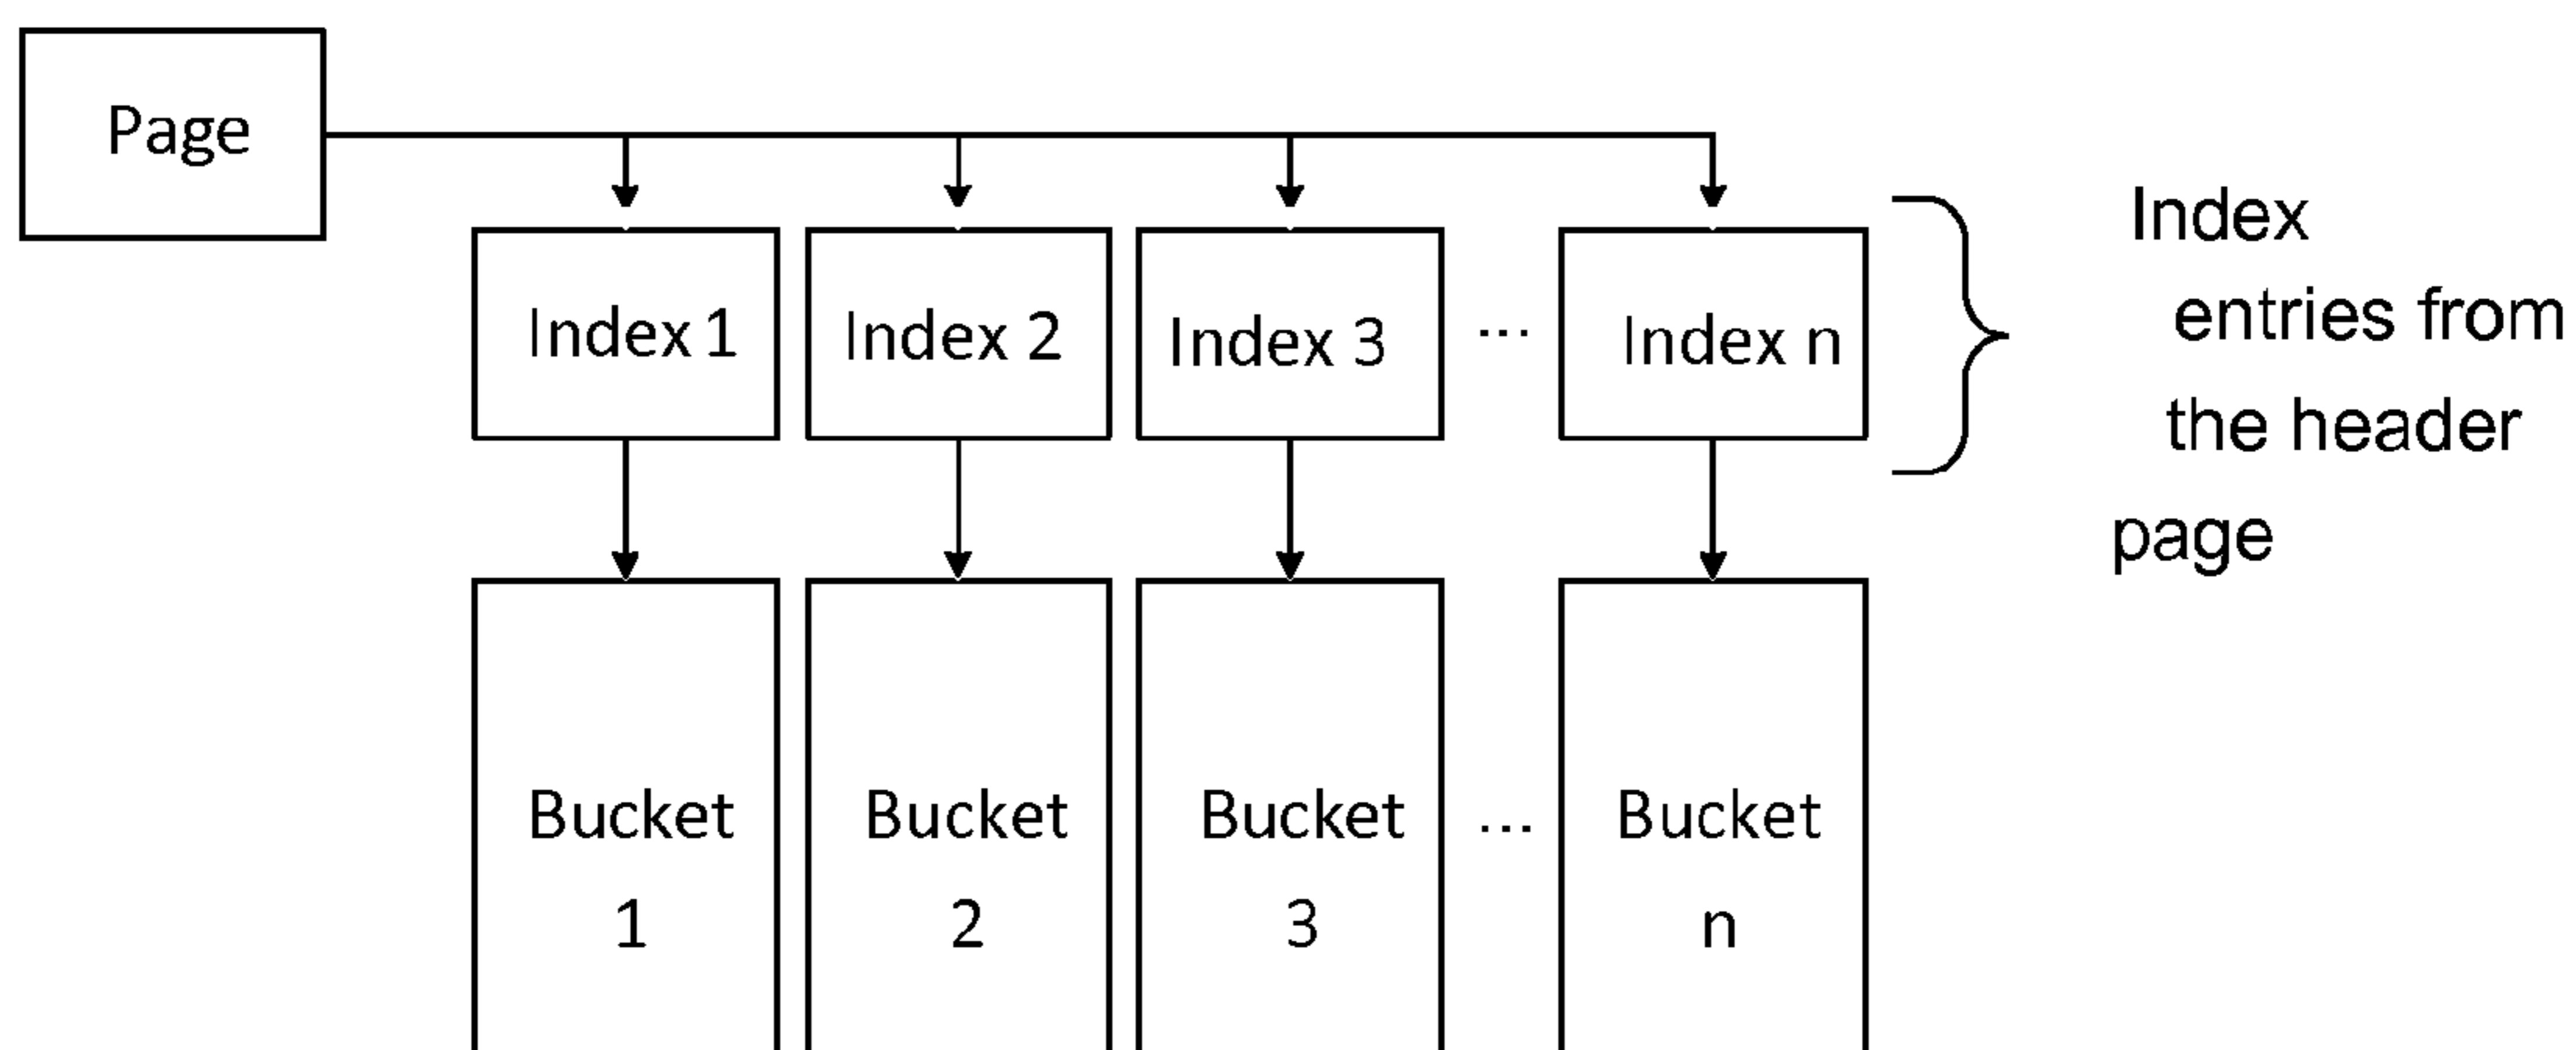 Page
Index 1
Index 2
Index 3
...
Index n
Index
entries from
the header
page
Bucket
1
Bucket
2
Bucket
3
...
Bucket
n